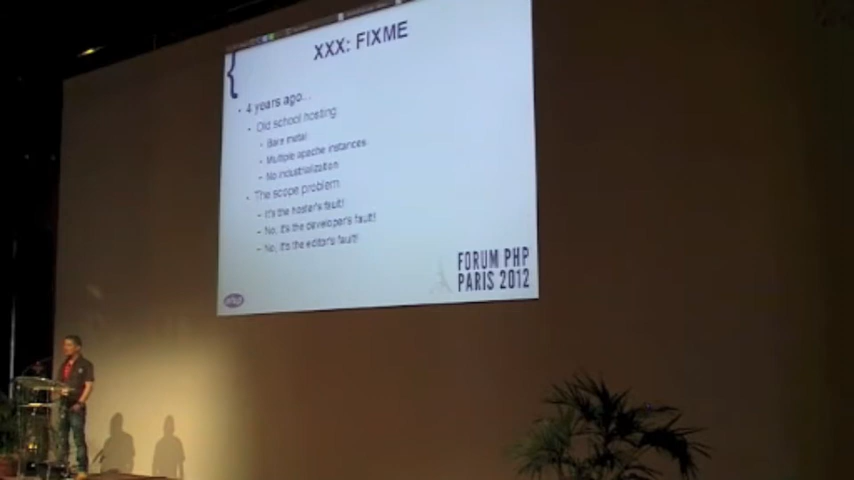 XXX: FIXME
{
• 4 years ago...
• Old school hosting
- Bare metal
- Multiple apache instances
- No industrialization
• The scope problem
- It's the hoster's fault!
- No, it's the developer's fault!
- No, it's the editor's fault!
FORUM PHP
PARIS 2012